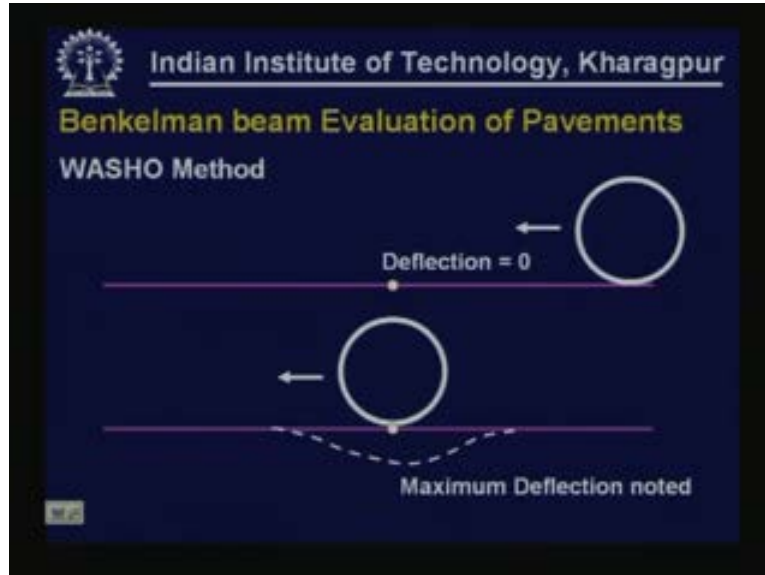 Indian Institute of Technology, Kharagpur
Benkelman beam Evaluation of Pavements
WASHO Method
Deflection = 0
Maximum Deflection noted